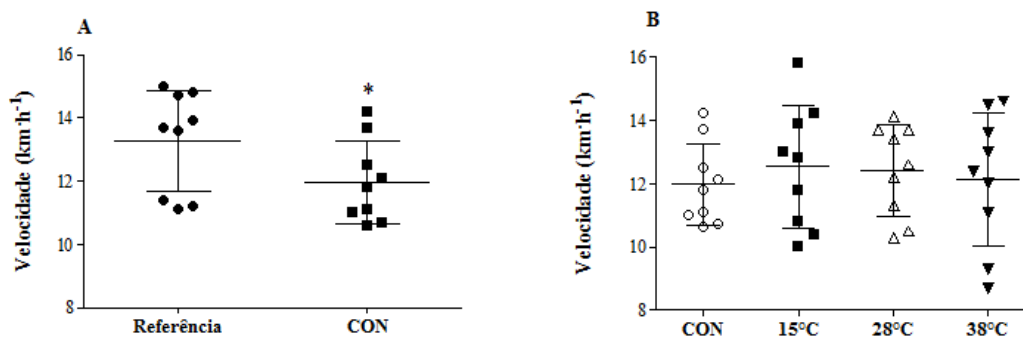 A
Velocidade (km·h⁻¹)
16
14
12
10
8
*
Referência CON
B
Velocidade (km·h⁻¹)
16
14
12
10
8
CON 15°C 28°C 38°C